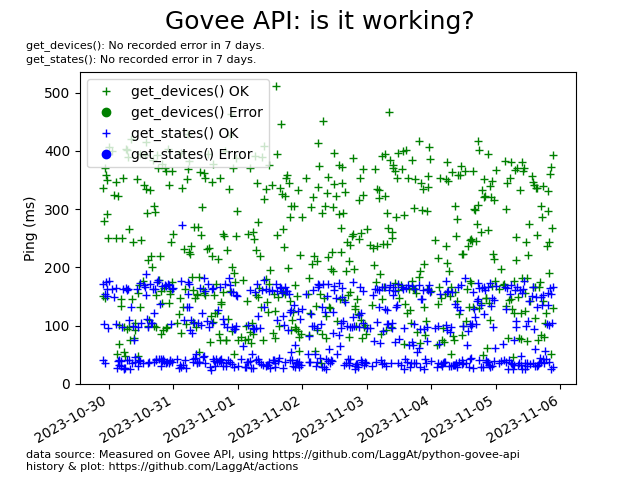 Govee API: is it working?
get_devices(): No recorded error in 7 days.
get_states(): No recorded error in 7 days.
get_devices() OK
get_devices() Error
get_states() OK
get_states() Error
Ping (ms)
500
400
300
200
100
0
2023-10-30
2023-10-31
2023-11-01
2023-11-02
2023-11-03
2023-11-04
2023-11-05
2023-11-06
data source: Measured on Govee API, using https://github.com/LaggAt/python-govee-api
history & plot: https://github.com/LaggAt/actions